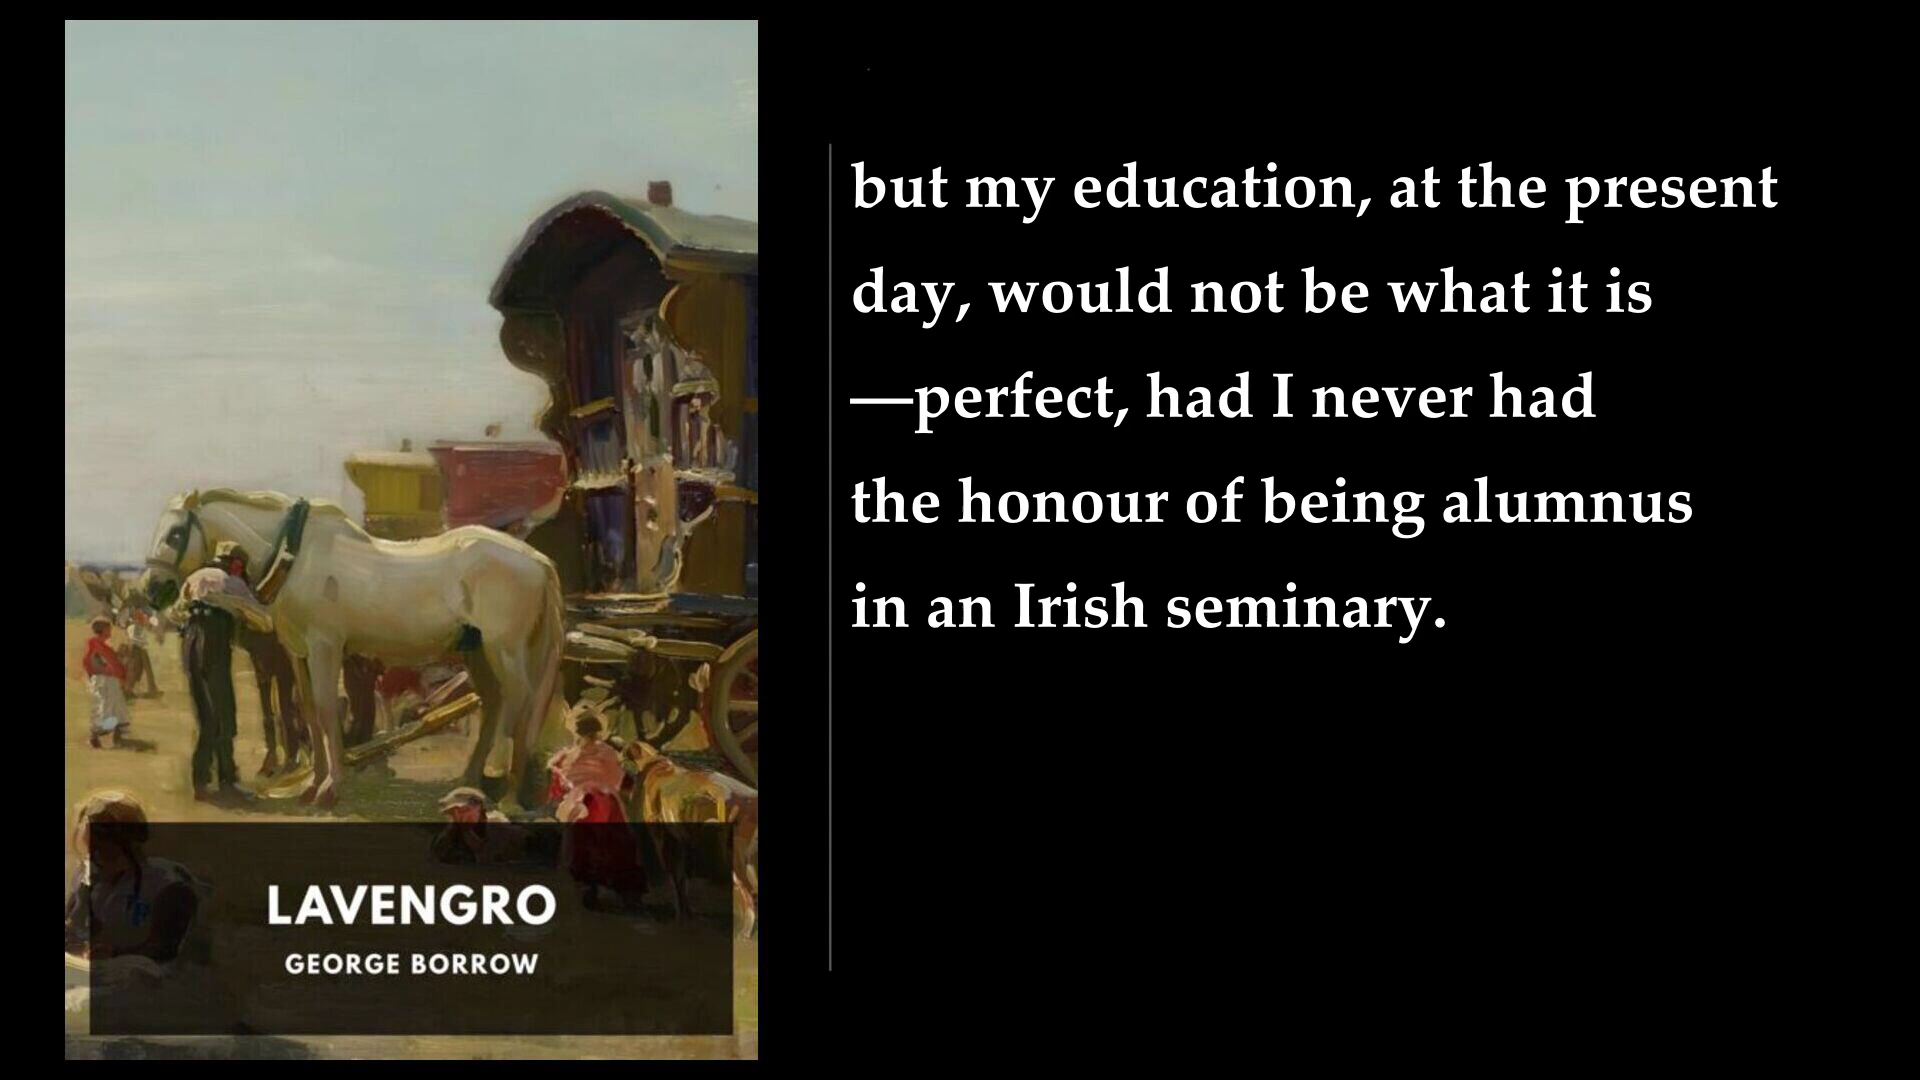 but my education, at the present
day, would not be what it is
—perfect, had I never had
the honour of being alumnus
in an Irish seminary.
LAVENGRO
GEORGE BORROW